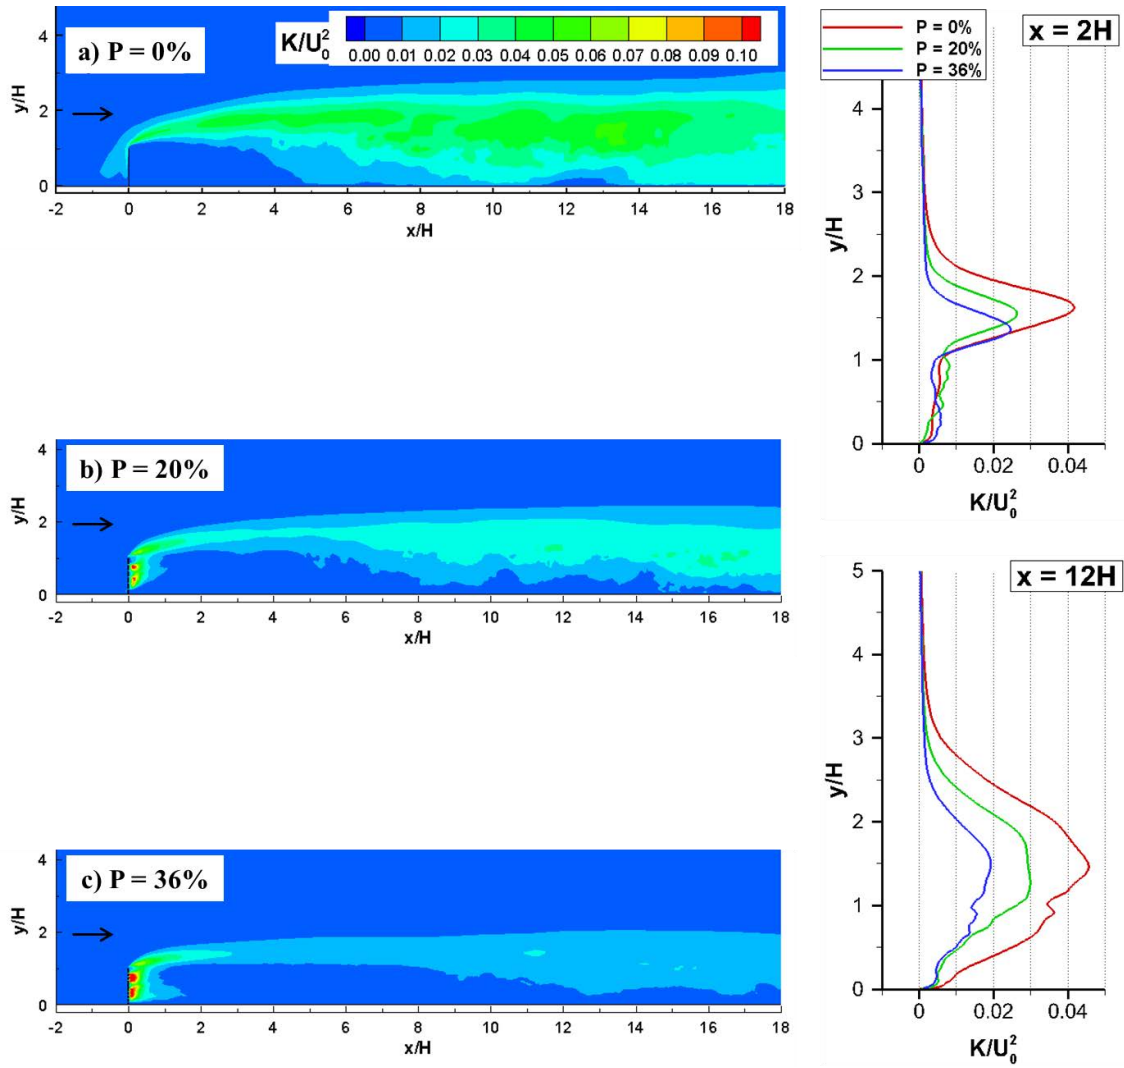 a) P = 0%
K/U₀²
0.00 0.01 0.02 0.03 0.04 0.05 0.06 0.07 0.08 0.09 0.10
y/H
4
2
0
-2 0 2 4 6 8 10 12 14 16 18
x/H
P = 0%
P = 20%
P = 36%
x = 2H
y/H
4
3
2
1
0
0 0.02 0.04
K/U₀²
b) P = 20%
y/H
4
2
0
-2 0 2 4 6 8 10 12 14 16 18
x/H
x = 12H
y/H
5
4
3
2
1
0
0 0.02 0.04
K/U₀²
c) P = 36%
y/H
4
2
0
-2 0 2 4 6 8 10 12 14 16 18
x/H